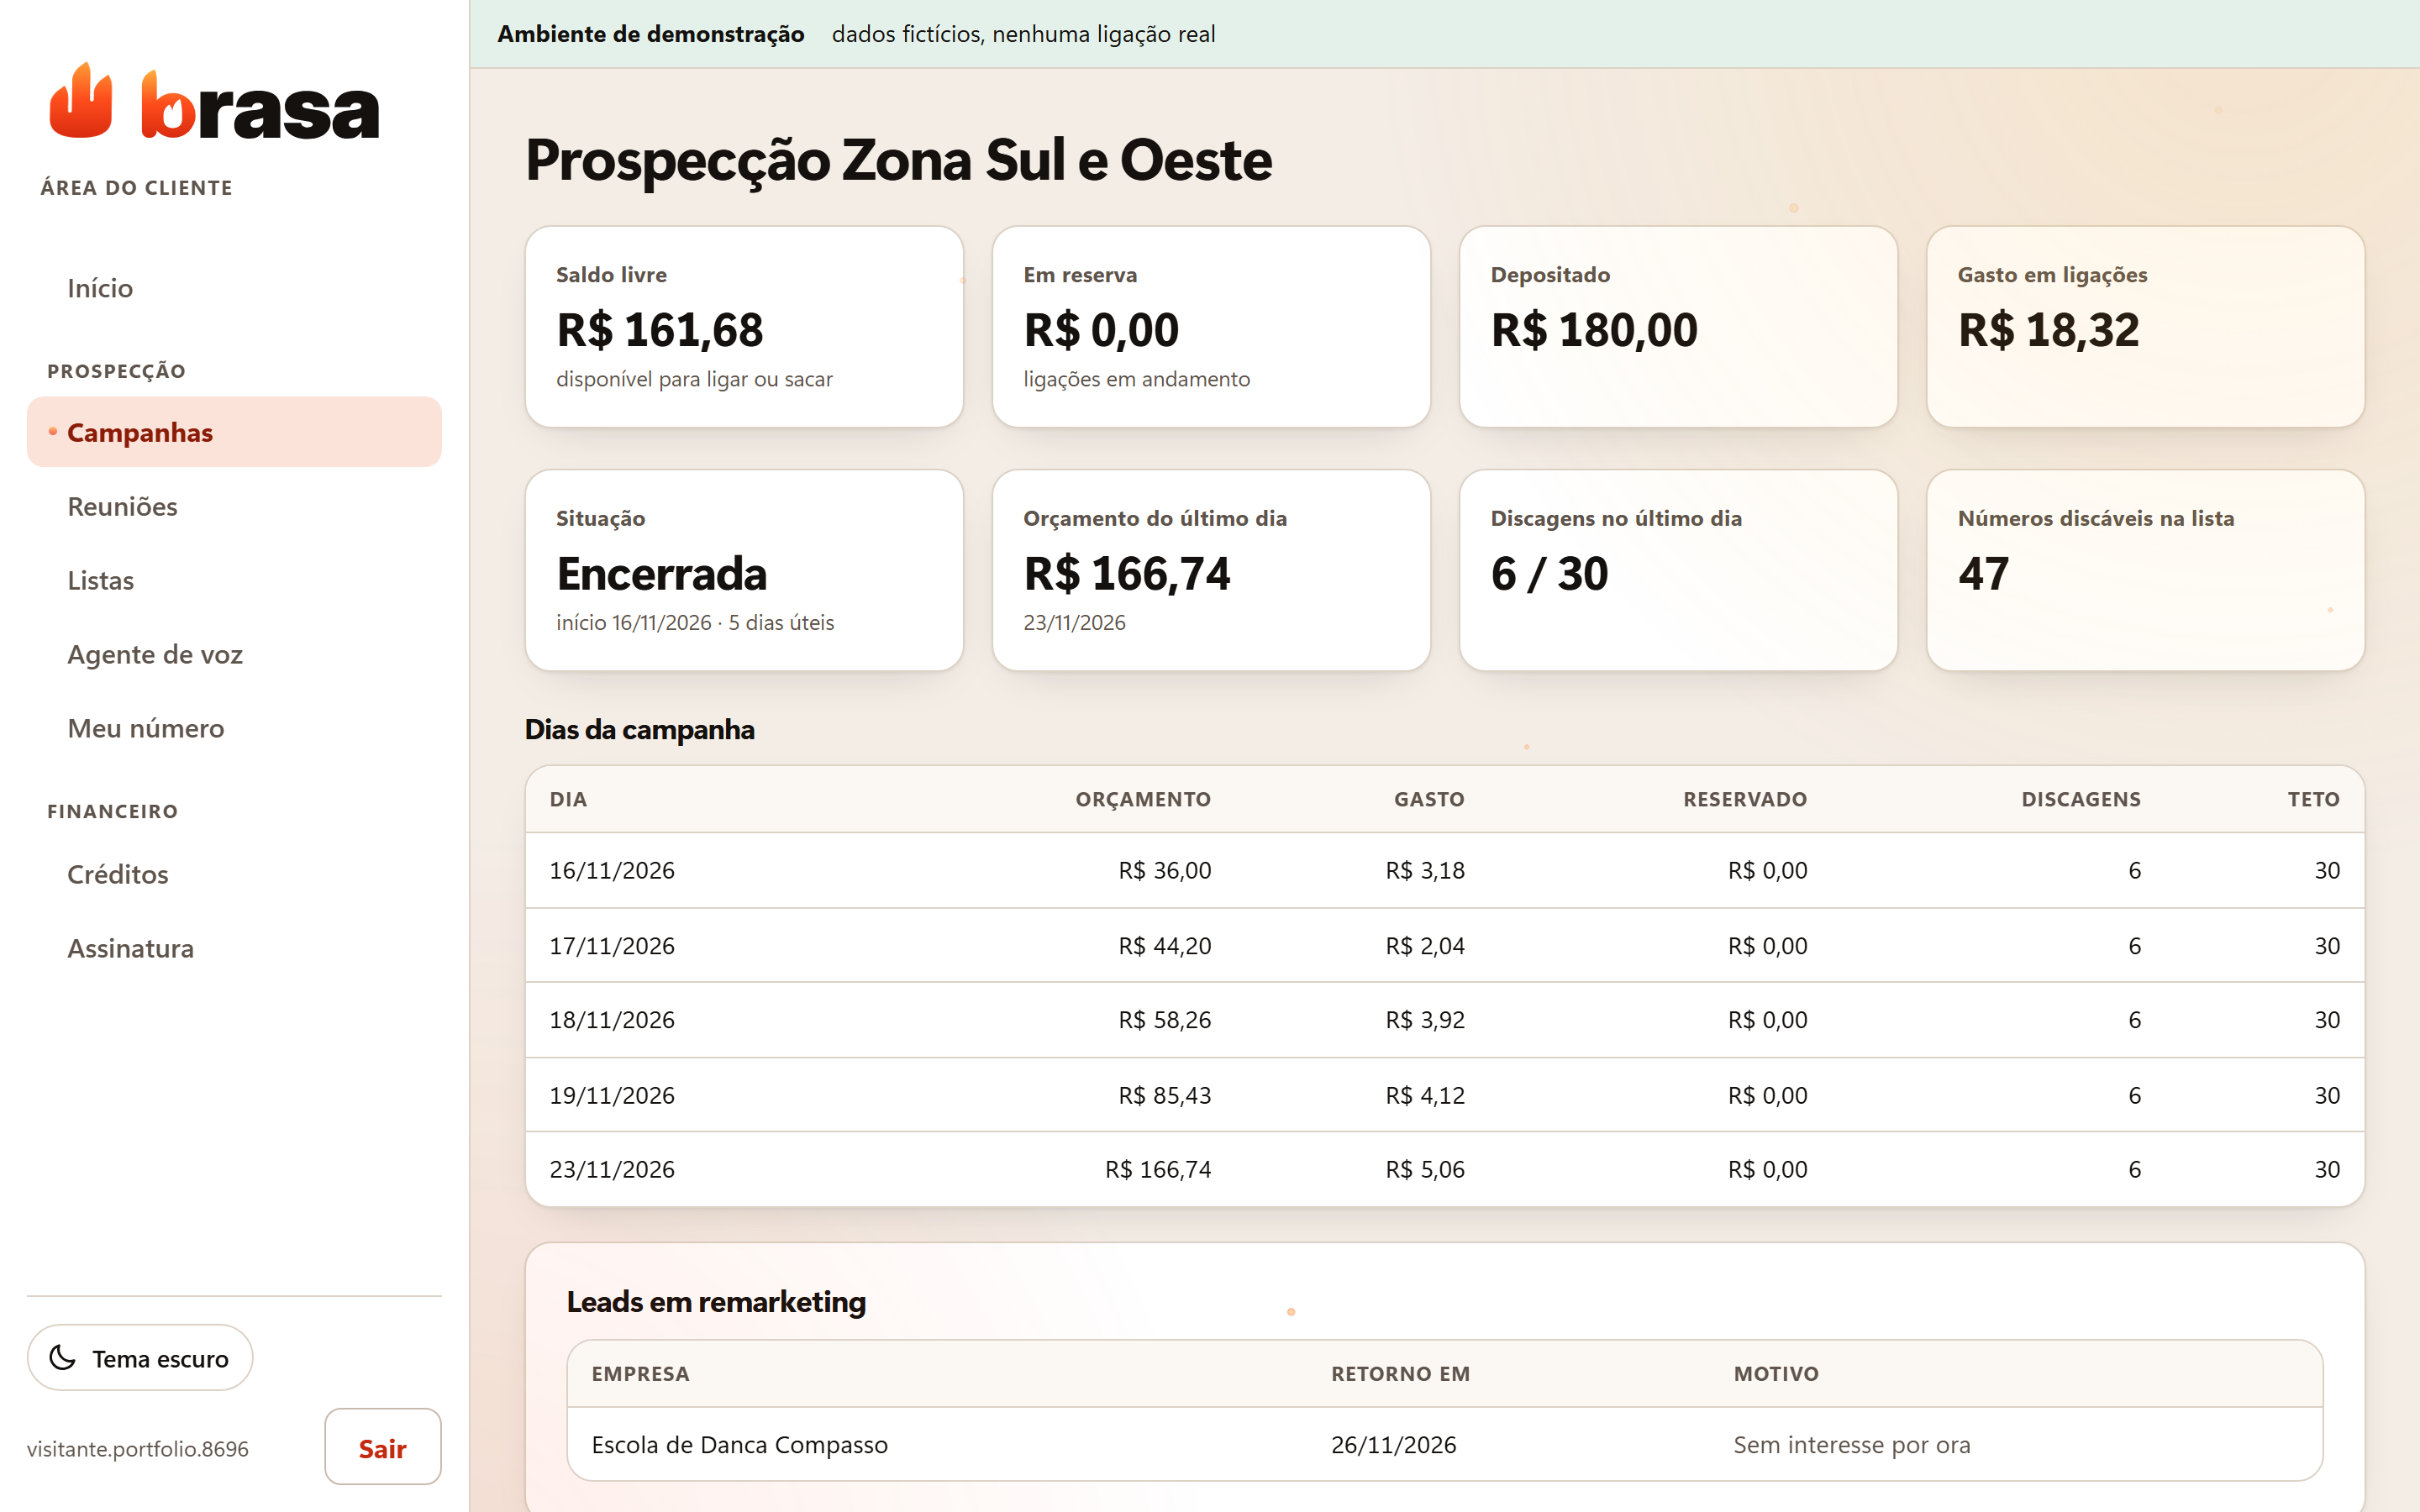 brasa
ÁREA DO CLIENTE
Início
PROSPECÇÃO
Campanhas
Reuniões
Listas
Agente de voz
Meu número
FINANCEIRO
Créditos
Assinatura
Tema escuro
visitante.portfolio.8696
Sair
Ambiente de demonstração dados fictícios, nenhuma ligação real
Prospecção Zona Sul e Oeste
Saldo livre
R$ 161,68
disponível para ligar ou sacar
Em reserva
R$ 0,00
ligações em andamento
Depositado
R$ 180,00
Gasto em ligações
R$ 18,32
Situação
Encerrada
início 16/11/2026 · 5 dias úteis
Orçamento do último dia
R$ 166,74
23/11/2026
Discagens no último dia
6 / 30
Números discáveis na lista
47
Dias da campanha
DIA ORÇAMENTO GASTO RESERVADO DISCAGENS TETO
16/11/2026 R$ 36,00 R$ 3,18 R$ 0,00 6 30
17/11/2026 R$ 44,20 R$ 2,04 R$ 0,00 6 30
18/11/2026 R$ 58,26 R$ 3,92 R$ 0,00 6 30
19/11/2026 R$ 85,43 R$ 4,12 R$ 0,00 6 30
23/11/2026 R$ 166,74 R$ 5,06 R$ 0,00 6 30
Leads em remarketing
EMPRESA RETORNO EM MOTIVO
Escola de Danca Compasso 26/11/2026 Sem interesse por ora